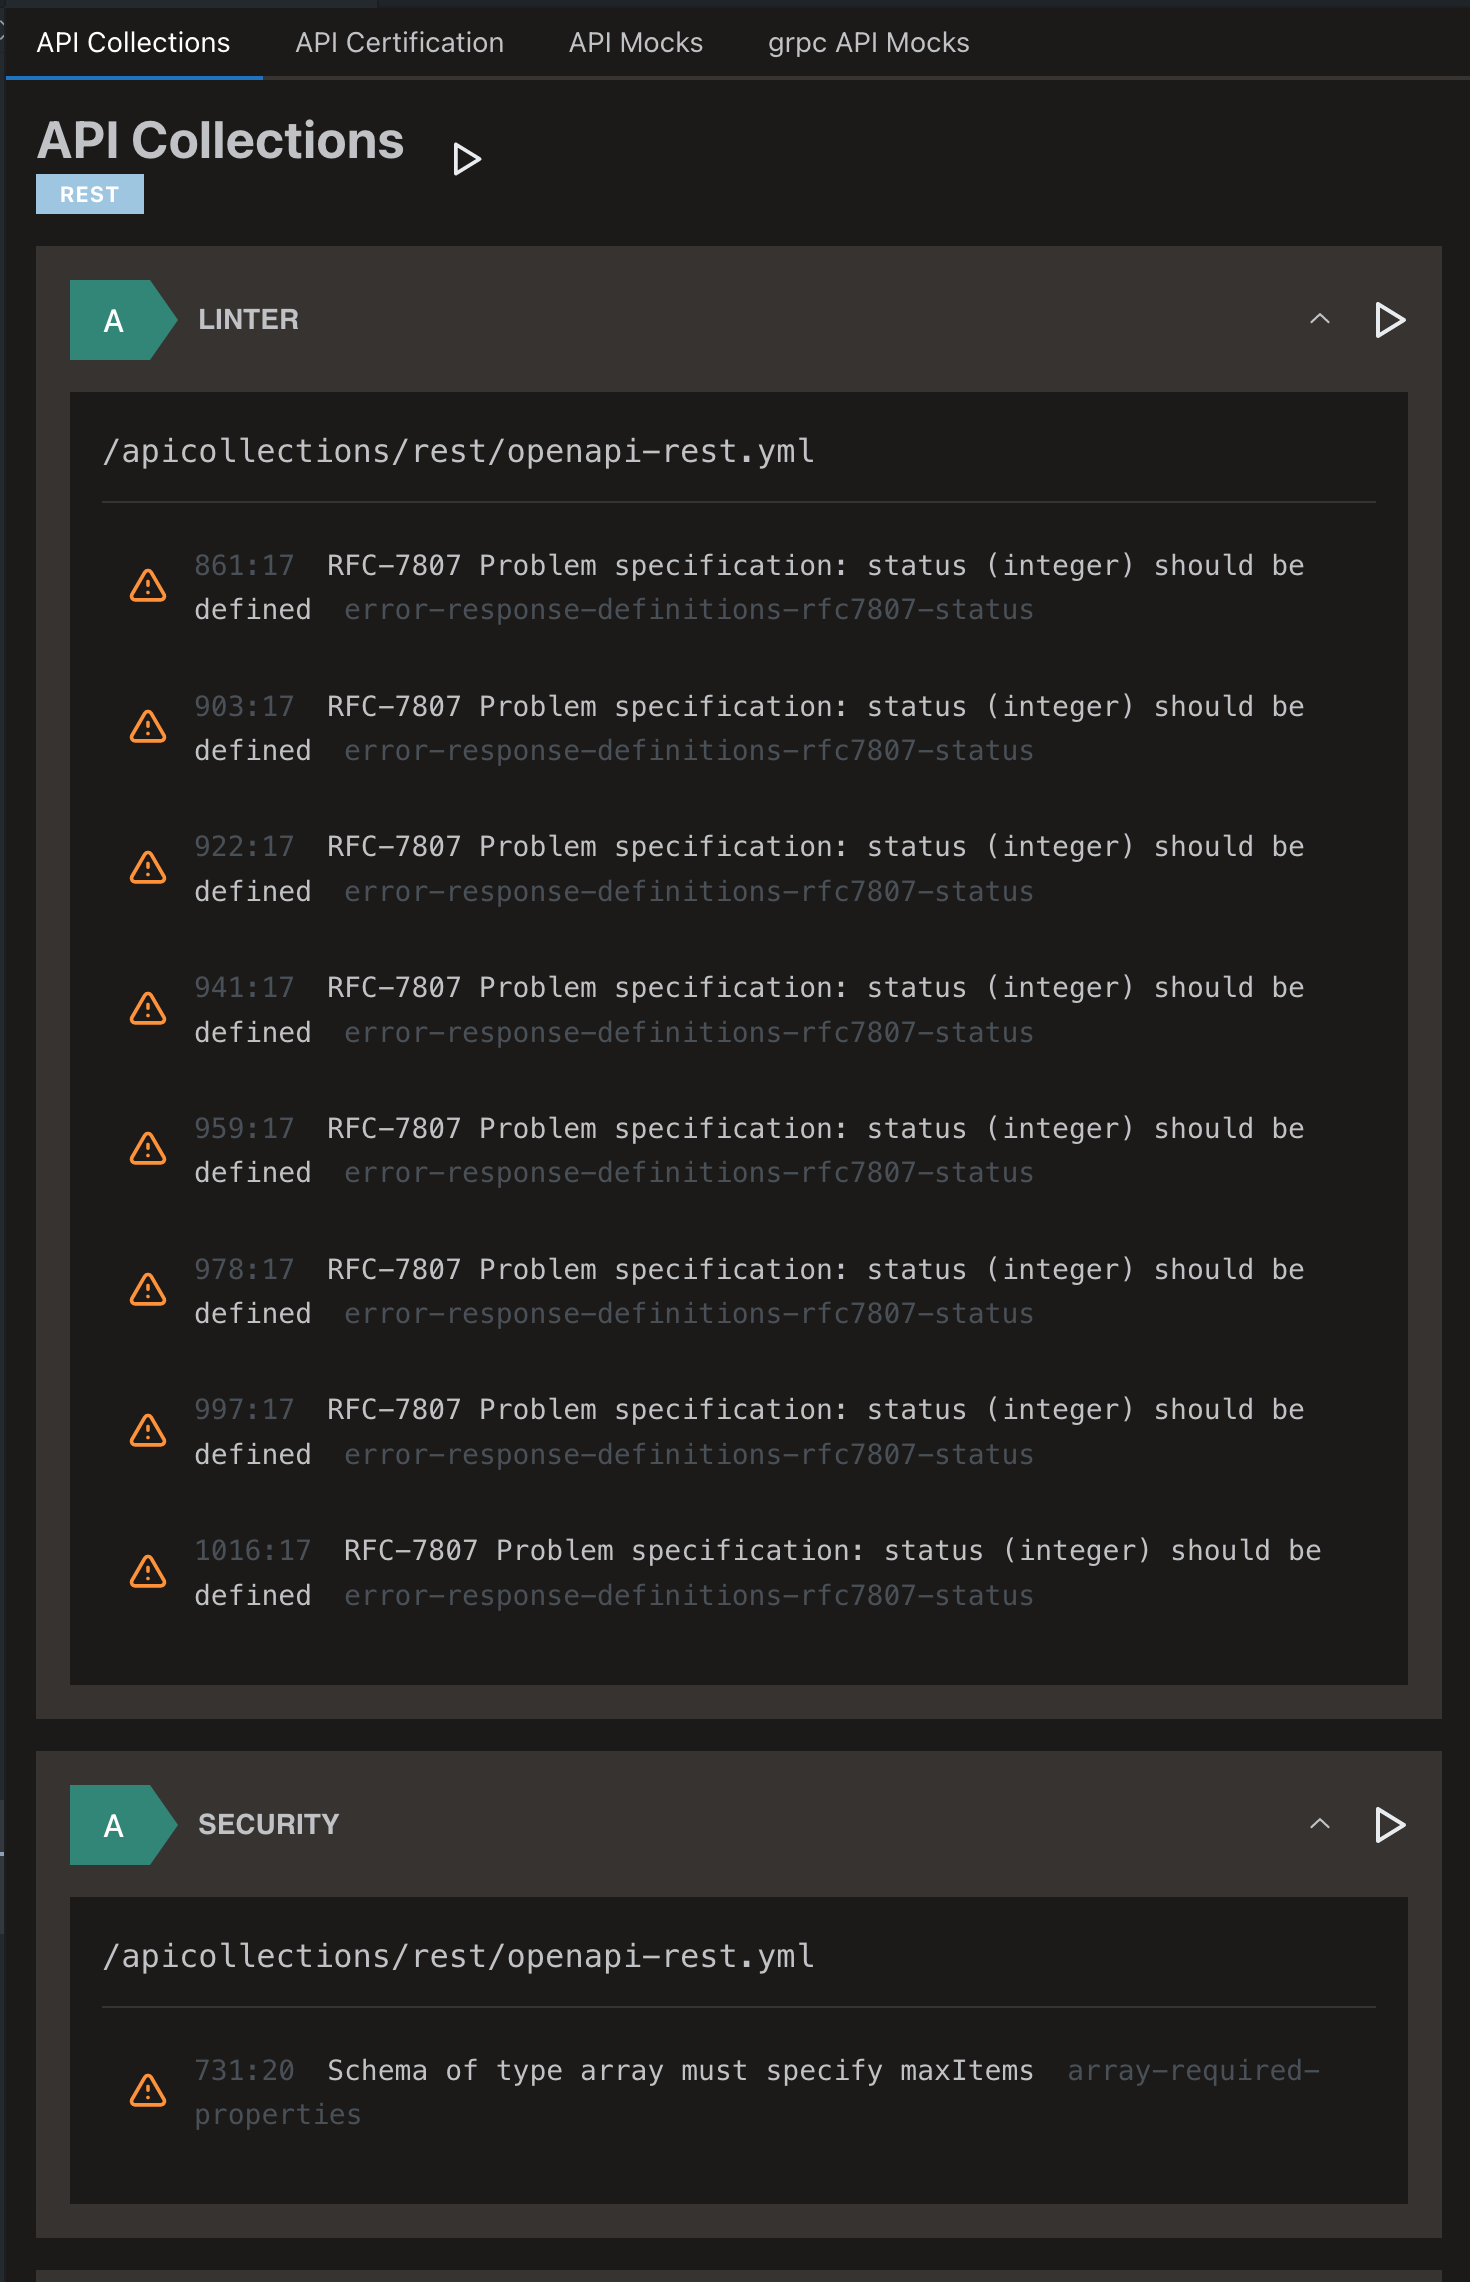 API Collections API Certification API Mocks grpc API Mocks
API Collections
REST
A LINTER
/apicollections/rest/openapi-rest.yml
861:17 RFC-7807 Problem specification: status (integer) should be
defined error-response-definitions-rfc7807-status
903:17 RFC-7807 Problem specification: status (integer) should be
defined error-response-definitions-rfc7807-status
922:17 RFC-7807 Problem specification: status (integer) should be
defined error-response-definitions-rfc7807-status
941:17 RFC-7807 Problem specification: status (integer) should be
defined error-response-definitions-rfc7807-status
959:17 RFC-7807 Problem specification: status (integer) should be
defined error-response-definitions-rfc7807-status
978:17 RFC-7807 Problem specification: status (integer) should be
defined error-response-definitions-rfc7807-status
997:17 RFC-7807 Problem specification: status (integer) should be
defined error-response-definitions-rfc7807-status
1016:17 RFC-7807 Problem specification: status (integer) should be
defined error-response-definitions-rfc7807-status
A SECURITY
/apicollections/rest/openapi-rest.yml
731:20 Schema of type array must specify maxItems array-required-
properties